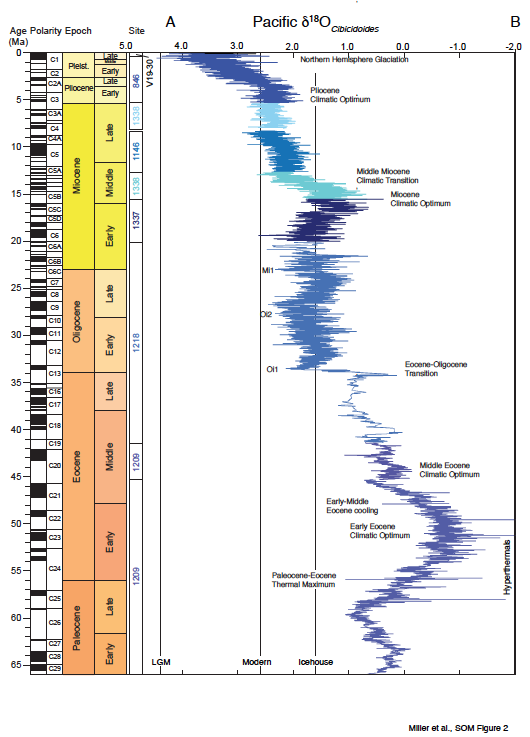 A
Pacific δ18OCibicidoides
B
Age Polarity Epoch
Site
(Ma)
5.0
4.0
3.0
2.0
1.0
0.0
-1.0
-2.0
0
5
10
15
20
25
30
35
40
45
50
55
60
65
C1
C2
C2A
C3
C3A
C4
C4A
C5
C5A
C5B
C5C
C5D
C6
C6A
C6B
C6C
C7
C8
C9
C10
C11
C12
C13
C16
C17
C18
C19
C20
C21
C22
C23
C24
C25
C26
C27
C28
C29
Pleist.
Pliocene
Miocene
Oligocene
Eocene
Paleocene
Late
Early
Late
Early
Late
Middle
Early
Late
Early
Late
Middle
Early
Late
Early
V19-30
846
1338
1146
1338
1337
1218
1209
1209
Northern Hemisphere Glaciation
Pliocene
Climatic Optimum
Middle Miocene
Climatic Transition
Miocene
Climatic Optimum
Mi1
Oi2
Oi1
Eocene-Oligocene
Transition
Middle Eocene
Climatic Optimum
Early-Middle
Eocene cooling
Early Eocene
Climatic Optimum
Paleocene-Eocene
Thermal Maximum
Hyperthermals
LGM
Modern
Icehouse
Miller et al., SOM Figure 2